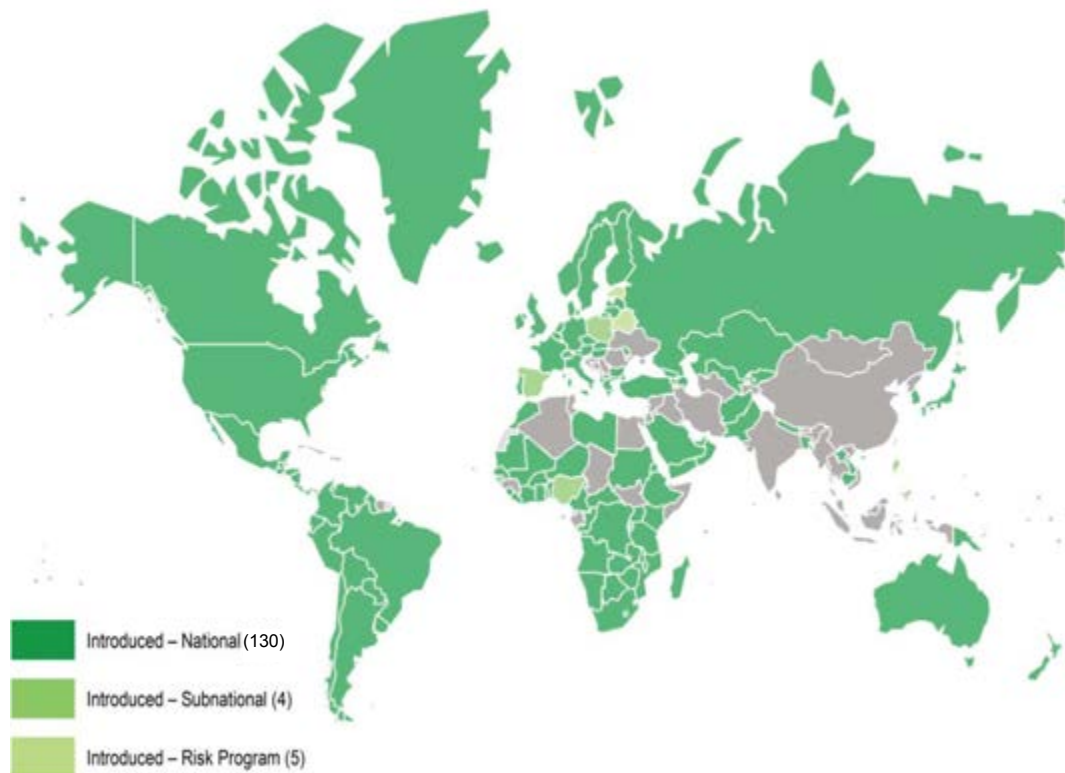 Introduced – National (130)
Introduced – Subnational (4)
Introduced – Risk Program (5)